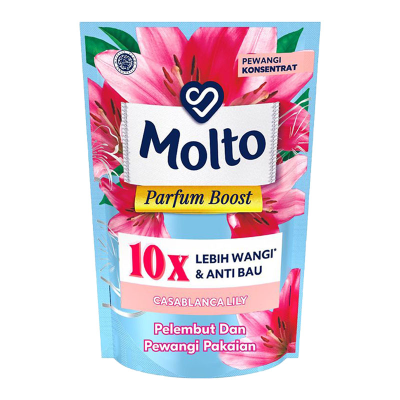 PEWANGI
KONSENTRAT
Molto
Parfum Boost
10x
LEBIH WANGI*
& ANTI BAU
CASABLANCA LILY
Pelembut Dan
Pewangi Pakaian